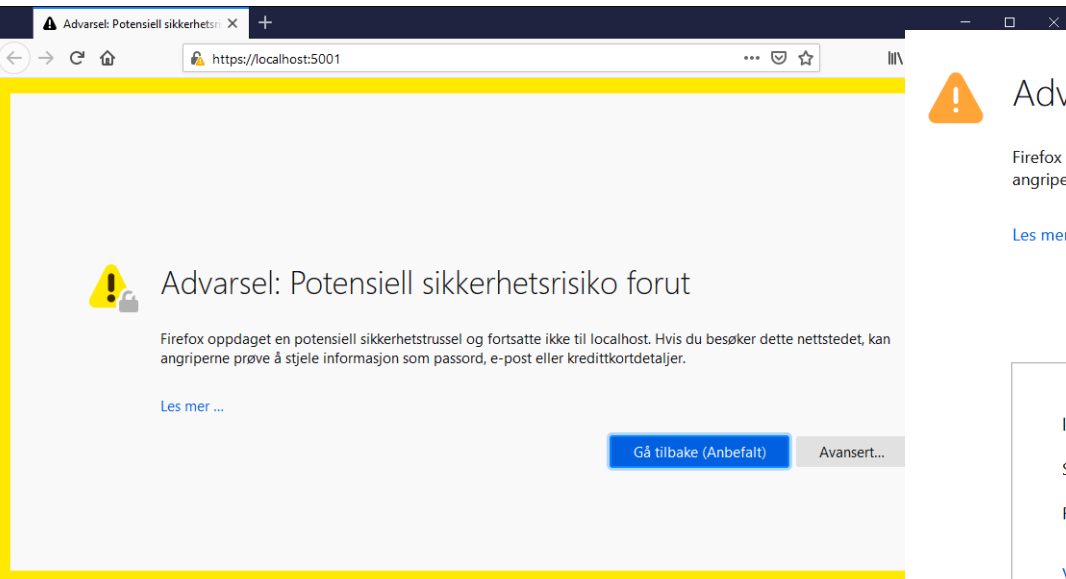 Advarsel: Potensiell sikkerhetsri
https://localhost:5001
Advarsel: Potensiell sikkerhetsrisiko forut
Firefox oppdaget en potensiell sikkerhetstrussel og fortsatte ikke til localhost. Hvis du besøker dette nettstedet, kan
angriperne prøve å stjele informasjon som passord, e-post eller kredittkortdetaljer.
Les mer ...
Gå tilbake (Anbefalt)
Avansert...
Adv
Firefox
angripe
Les mer